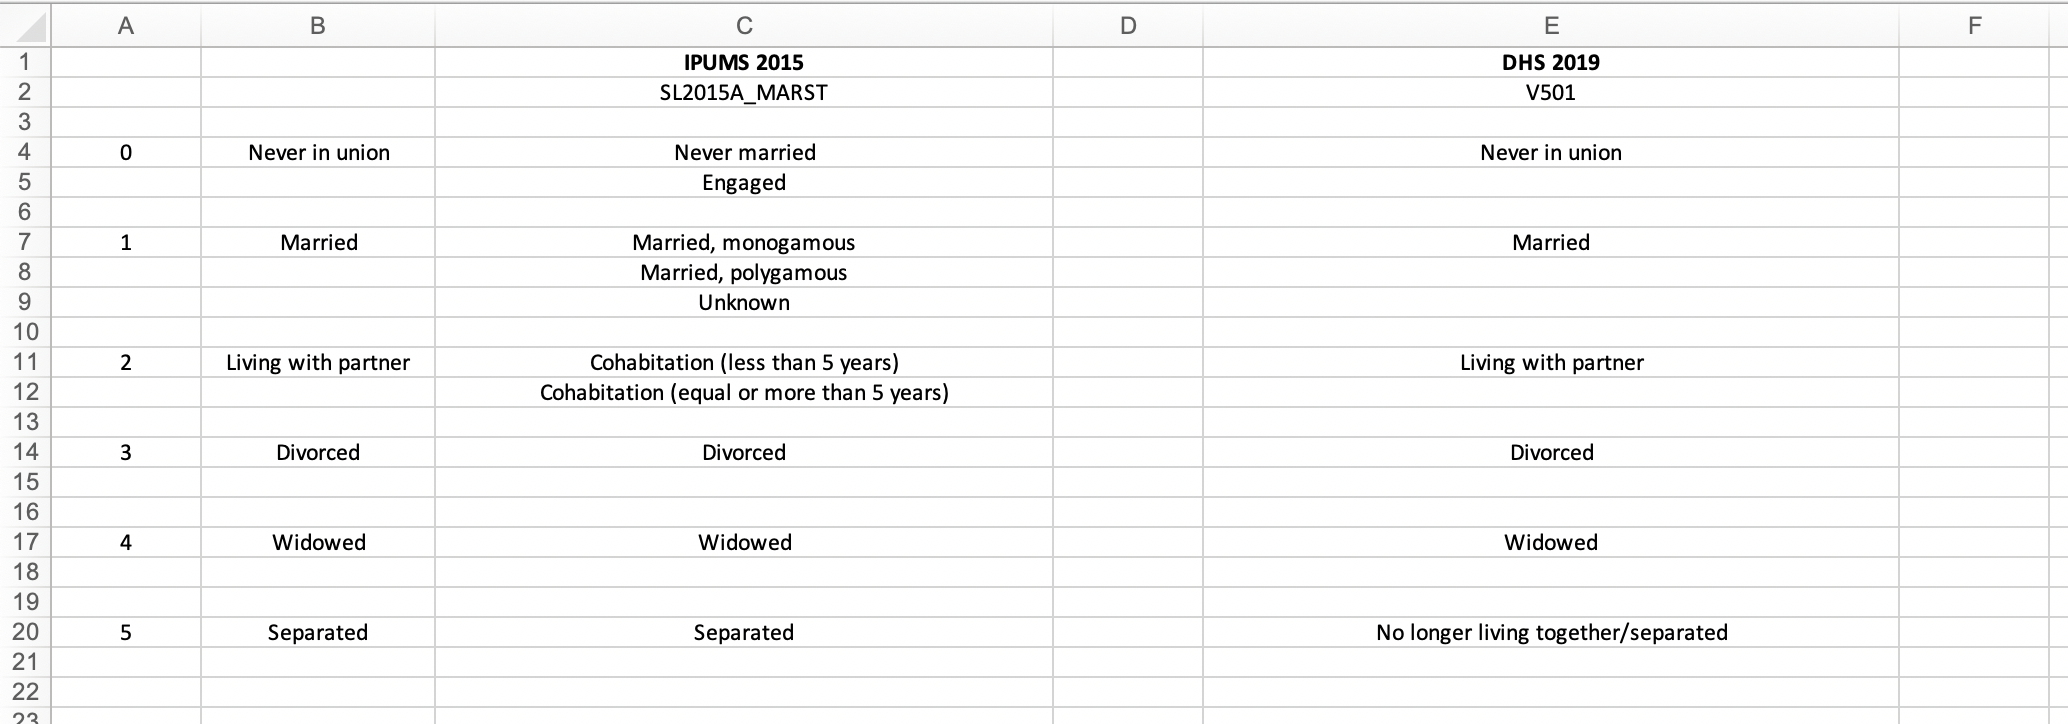 A B C D E F
1 IPUMS 2015 DHS 2019
2 SL2015A_MARST V501
3
4 0 Never in union Never married Never in union
5 Engaged
6
7 1 Married Married, monogamous Married
8 Married, polygamous
9 Unknown
10
11 2 Living with partner Cohabitation (less than 5 years) Living with partner
12 Cohabitation (equal or more than 5 years)
13
14 3 Divorced Divorced Divorced
15
16
17 4 Widowed Widowed Widowed
18
19
20 5 Separated Separated No longer living together/separated
21
22
23